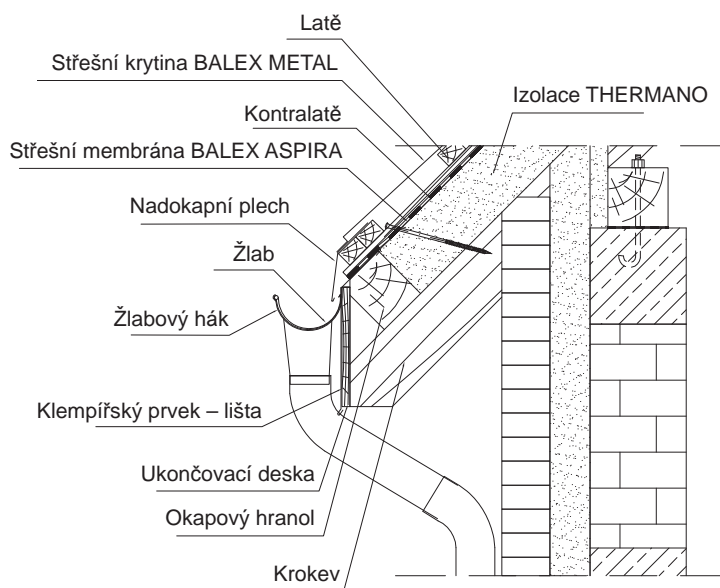 Latě
Střešní krytina BALEX METAL
Izolace THERMANO
Kontralatě
Střešní membrána BALEX ASPIRA
Nadokapní plech
Žlab
Žlabový hák
Klempířský prvek – lišta
Ukončovací deska
Okapový hranol
Krokev